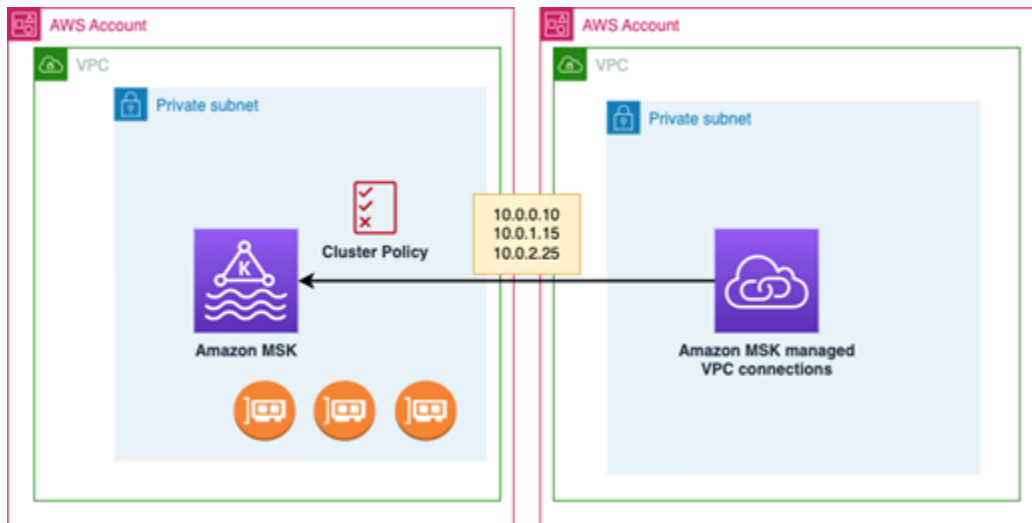 AWS Account
VPC
Private subnet
Cluster Policy
K
Amazon MSK
10.0.0.10
10.0.1.15
10.0.2.25
AWS Account
VPC
Private subnet
Amazon MSK managed
VPC connections